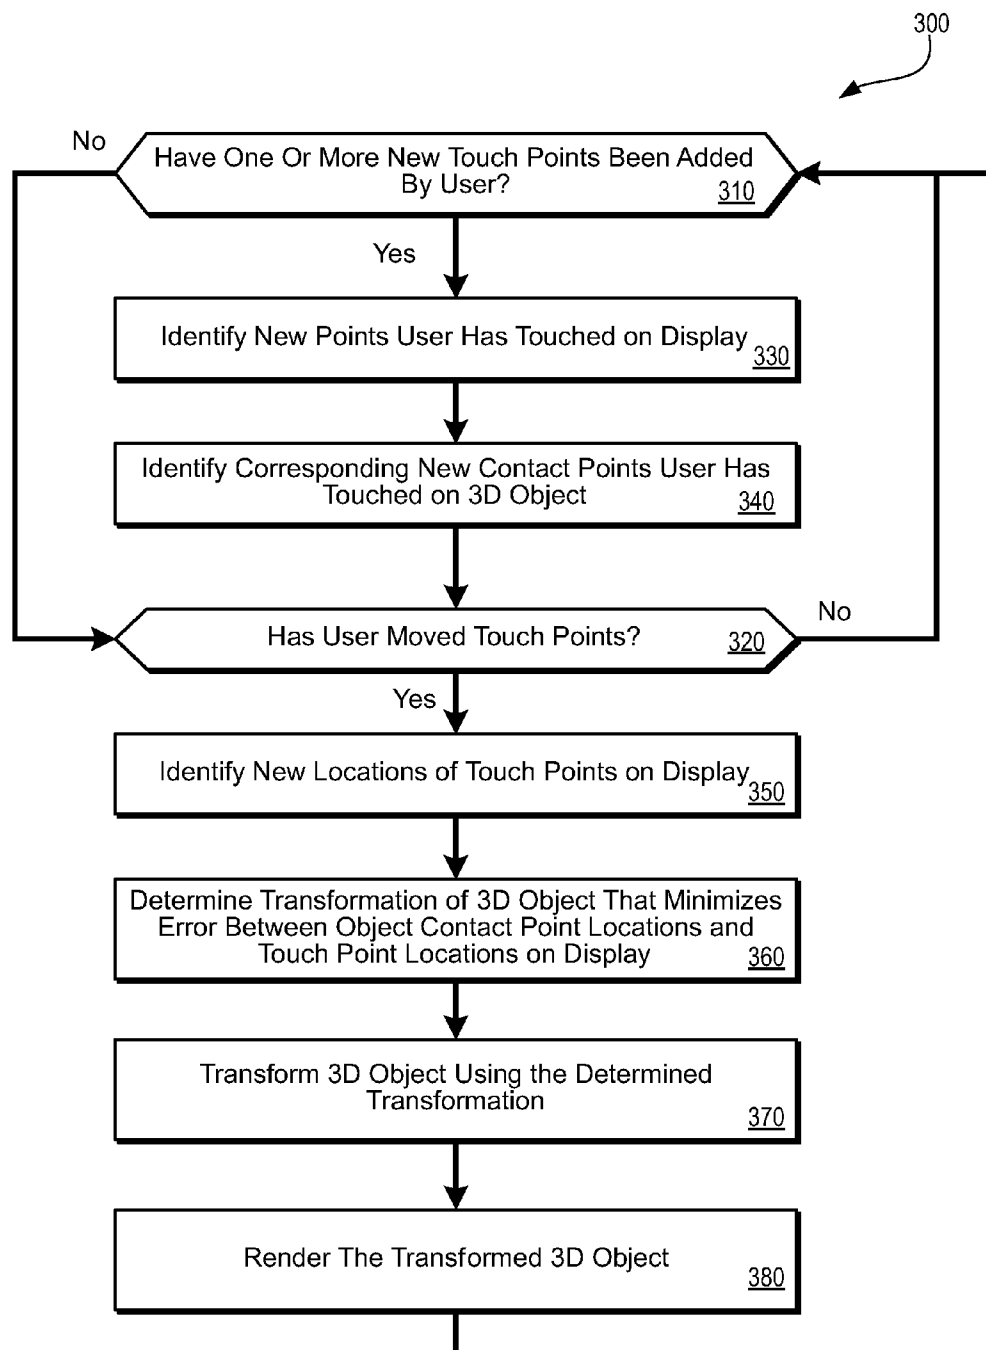 300
No
Have One Or More New Touch Points Been Added
By User?
310
Yes
Identify New Points User Has Touched on Display
330
Identify Corresponding New Contact Points User Has
Touched on 3D Object
340
Has User Moved Touch Points?
320
No
Yes
Identify New Locations of Touch Points on Display
350
Determine Transformation of 3D Object That Minimizes
Error Between Object Contact Point Locations and
Touch Point Locations on Display
360
Transform 3D Object Using the Determined
Transformation
370
Render The Transformed 3D Object
380